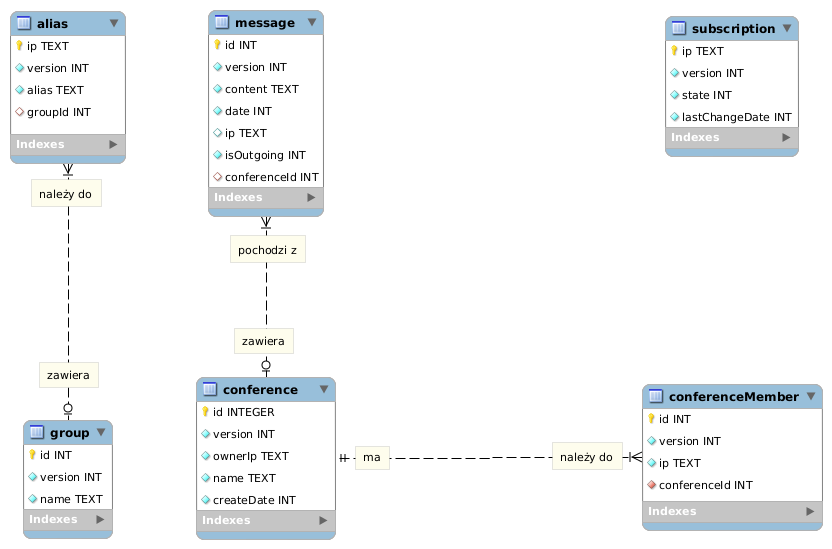 alias
ip TEXT
version INT
alias TEXT
groupId INT
Indexes
należy do
zawiera
group
id INT
version INT
name TEXT
Indexes
message
id INT
version INT
content TEXT
date INT
ip TEXT
isOutgoing INT
conferenceId INT
Indexes
pochodzi z
zawiera
conference
id INTEGER
version INT
ownerIp TEXT
name TEXT
createDate INT
Indexes
ma
należy do
subscription
ip TEXT
version INT
state INT
lastChangeDate INT
Indexes
conferenceMember
id INT
version INT
ip TEXT
conferenceId INT
Indexes